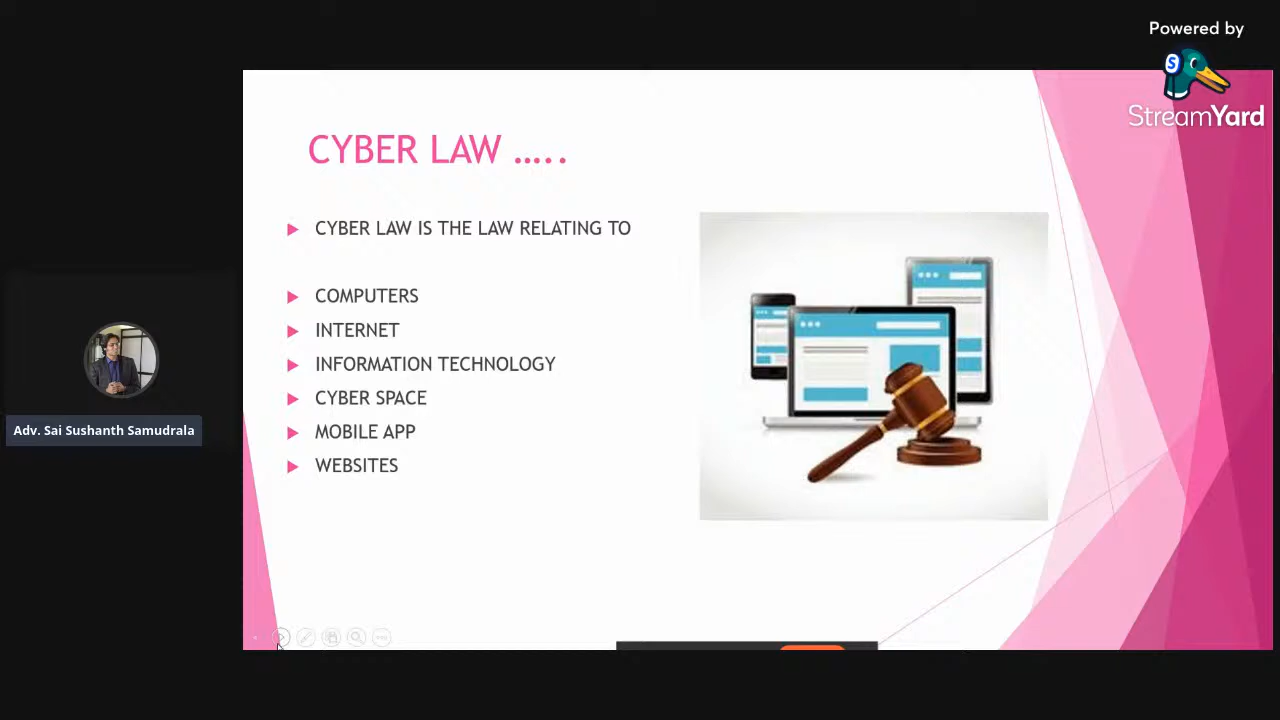 Powered by
StreamYard
CYBER LAW …..
CYBER LAW IS THE LAW RELATING TO
COMPUTERS
INTERNET
INFORMATION TECHNOLOGY
CYBER SPACE
MOBILE APP
WEBSITES
Adv. Sai Sushanth Samudrala